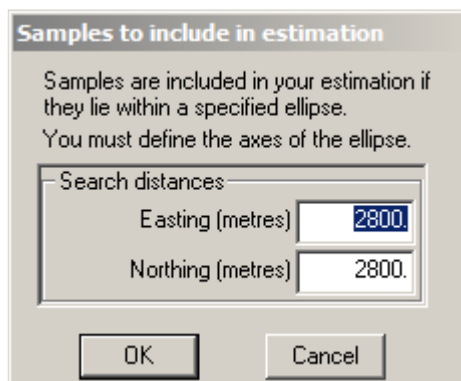 Samples to include in estimation
Samples are included in your estimation if
they lie within a specified ellipse.
You must define the axes of the ellipse.
Search distances
Easting (metres) 2800.
Northing (metres) 2800.
OK Cancel